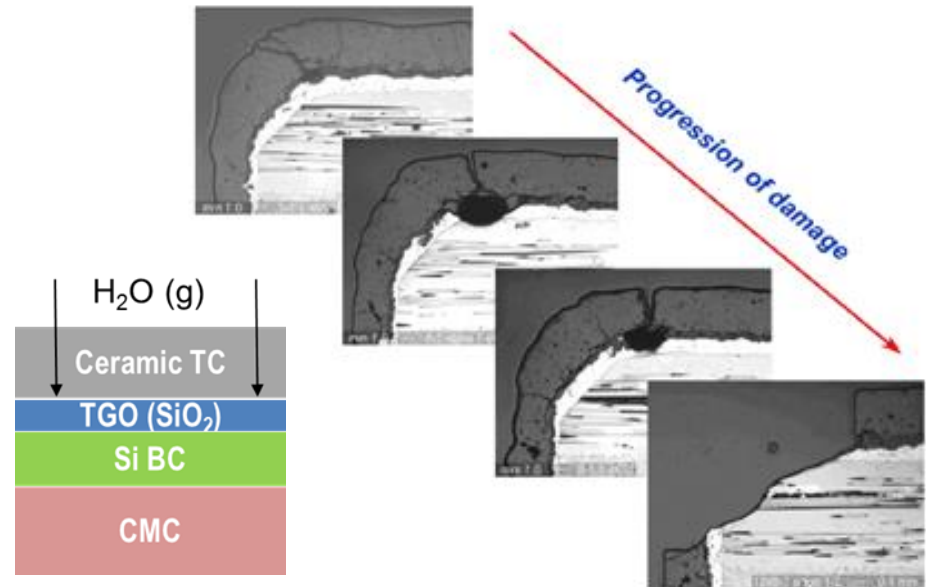 Progression of damage
H₂O (g)
Ceramic TC
TGO (SiO₂)
Si BC
CMC